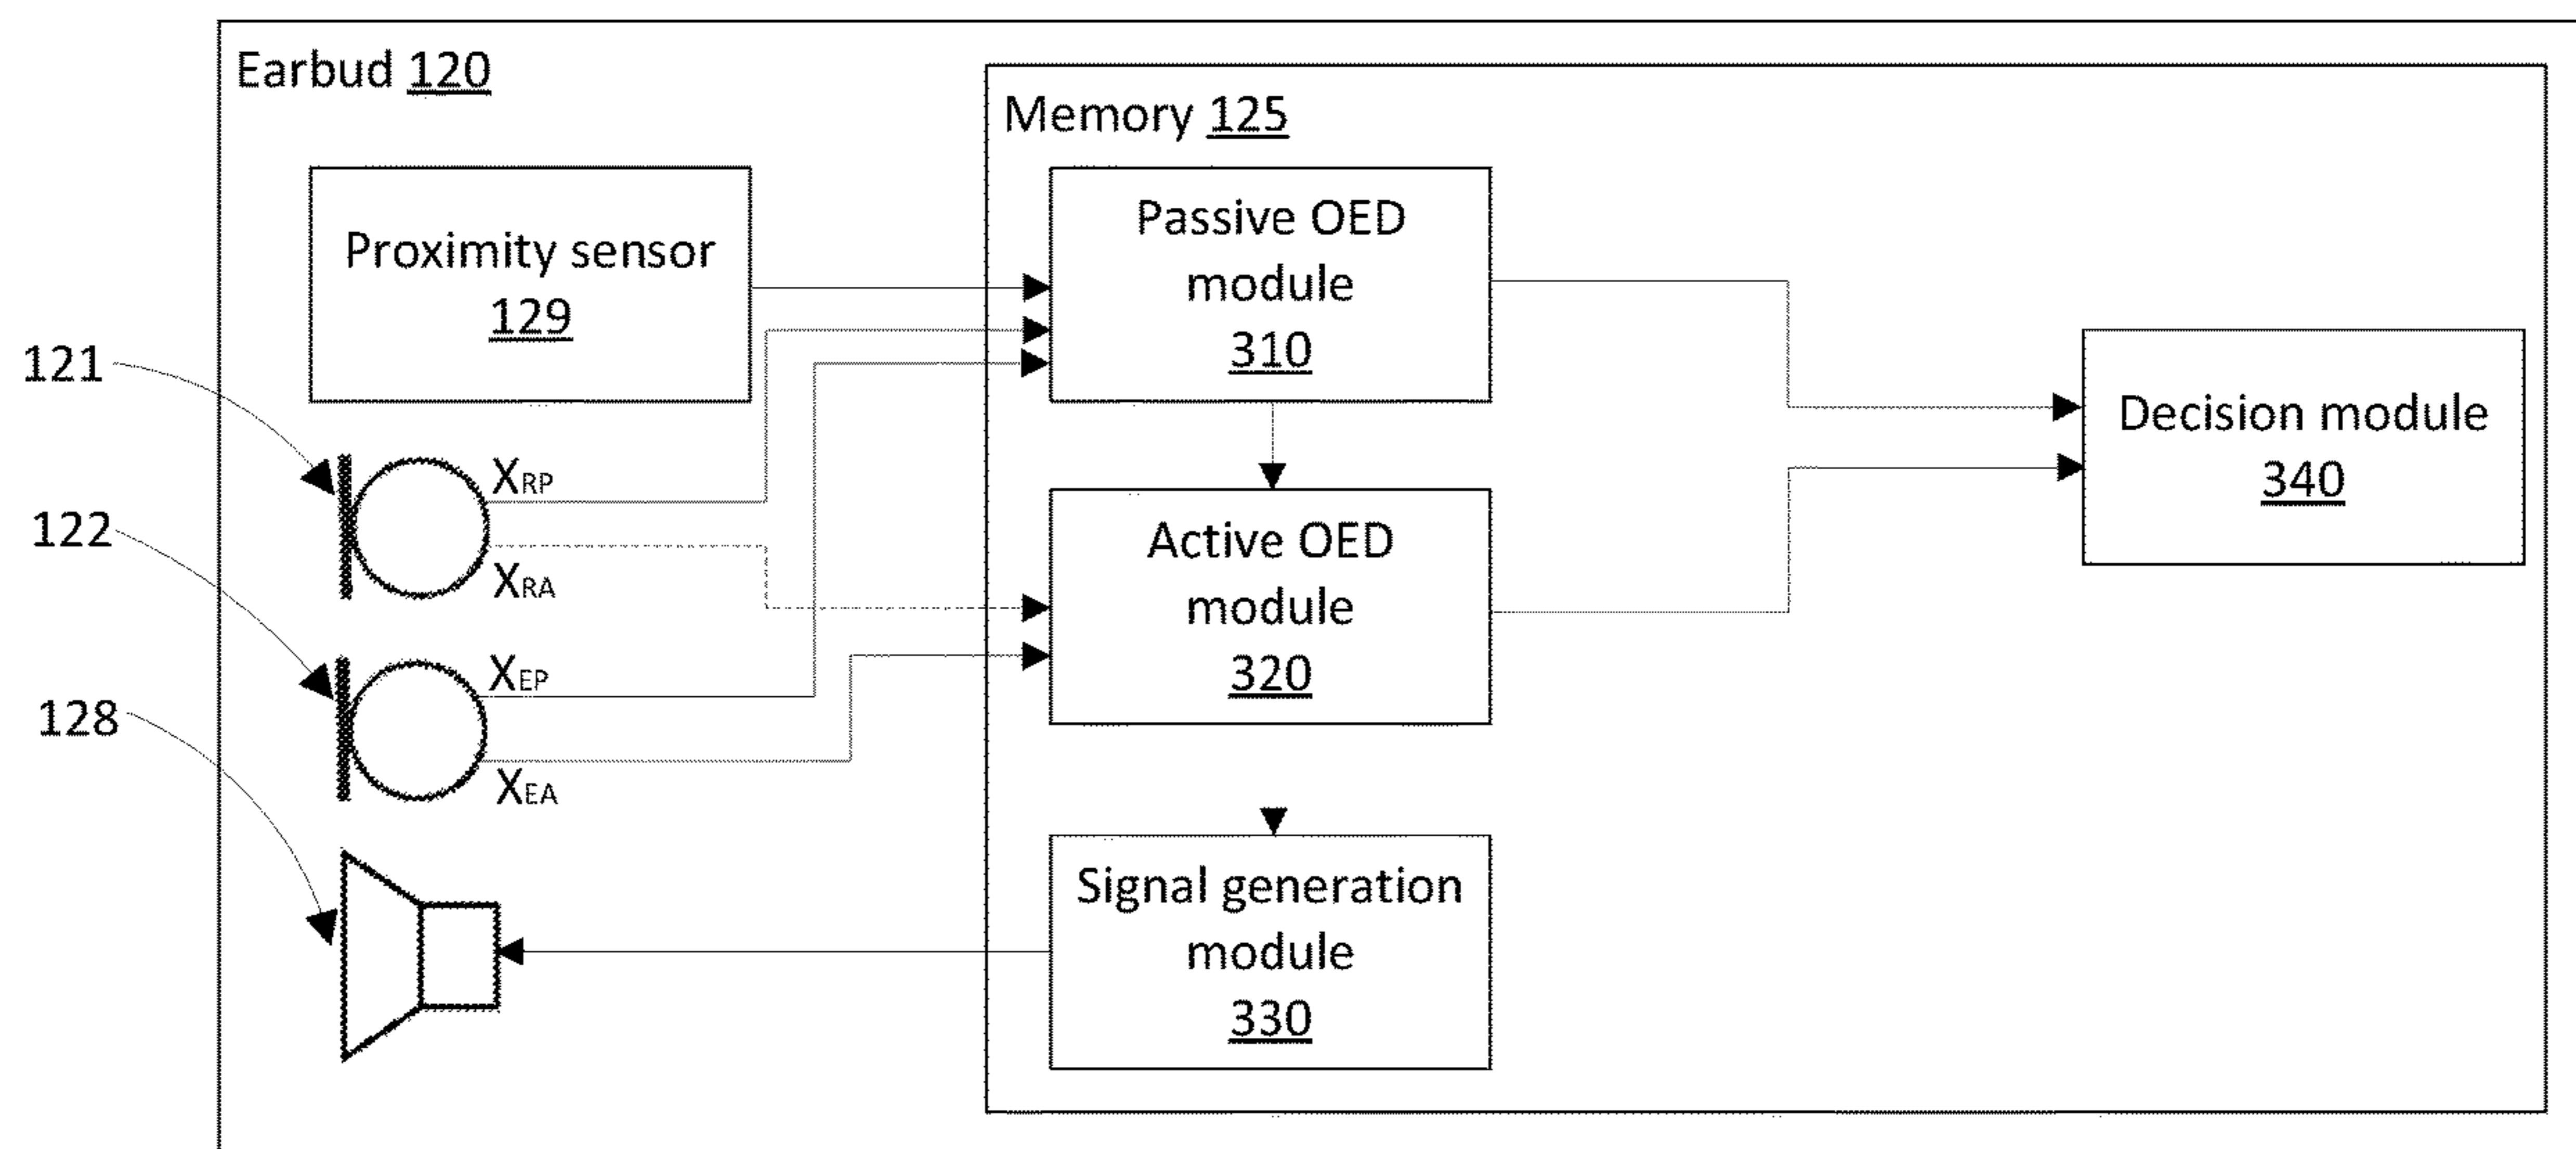 Earbud 120
Memory 125
Proximity sensor
129
Passive OED
module
310
121
XRP
XRA
122
Active OED
module
320
Decision module
340
XEP
XEA
128
Signal generation
module
330